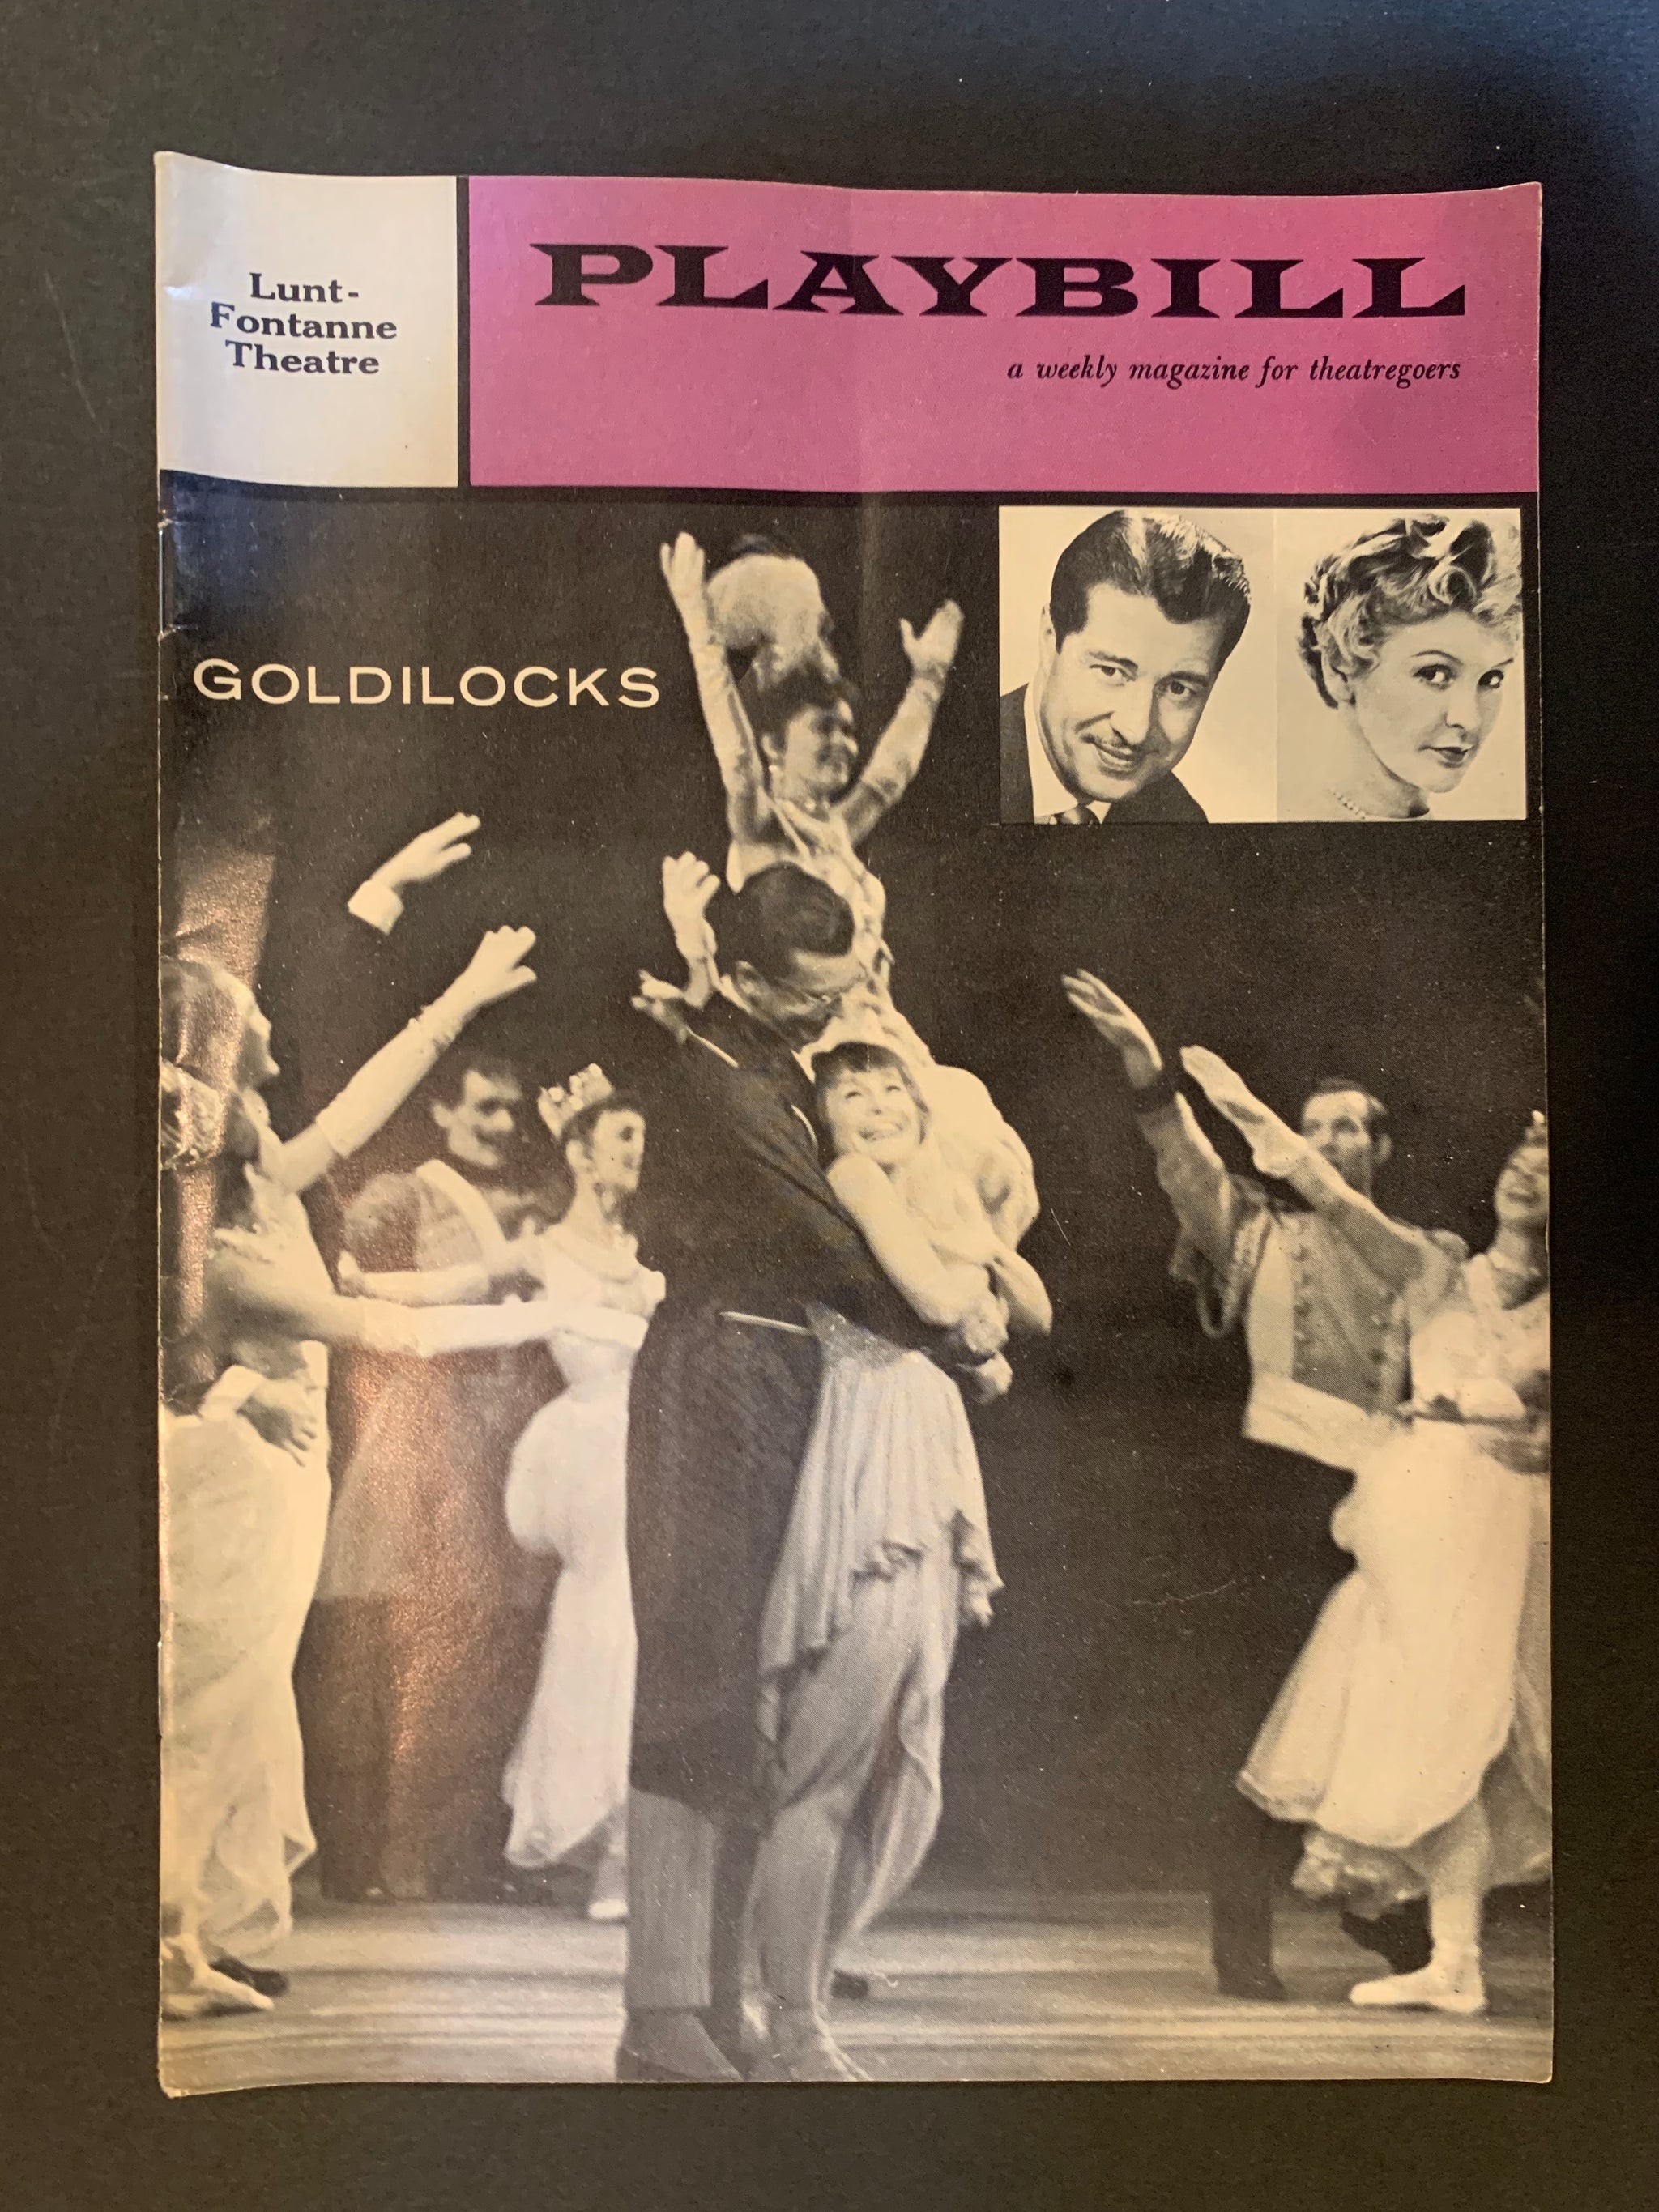 Lunt-
Fontanne
Theatre
PLAYBILL
a weekly magazine for theatregoers
GOLDILOCKS